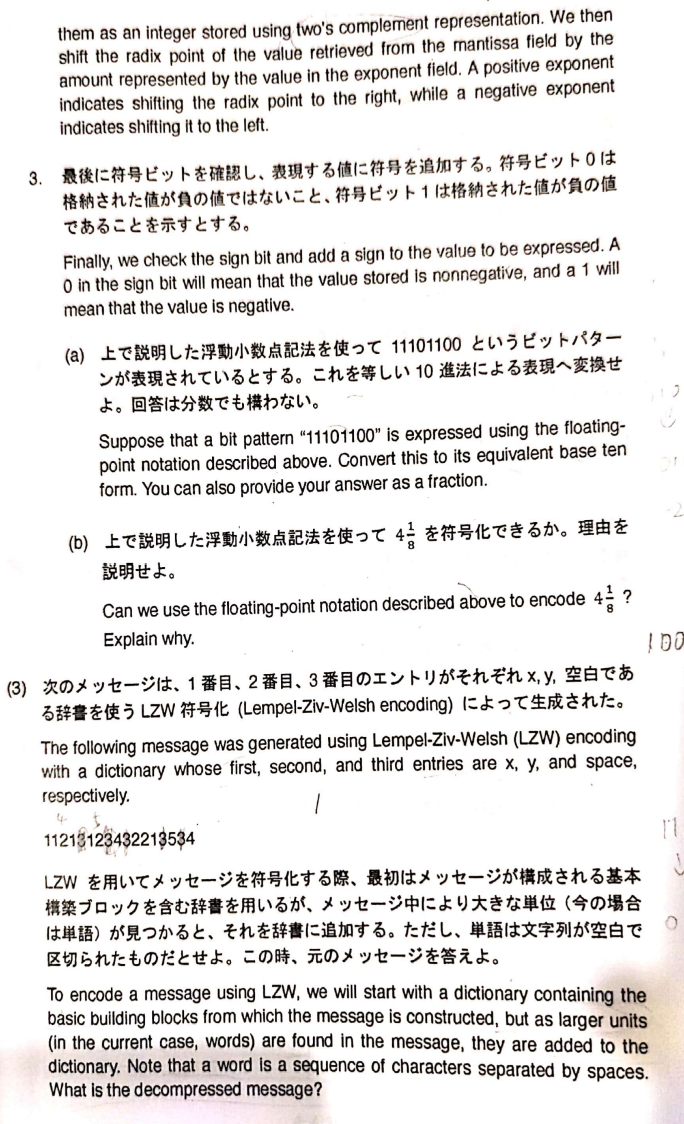 them as an integer stored using two's complement representation. We then
shift the radix point of the value retrieved from the mantissa field by the
amount represented by the value in the exponent field. A positive exponent
indicates shifting the radix point to the right, while a negative exponent
indicates shifting it to the left.
3. 最後に符号ビットを確認し、表現する値に符号を追加する。符号ビット 0 は
格納された値が負の値ではないこと、符号ビット 1 は格納された値が負の値
であることを示すとする。
Finally, we check the sign bit and add a sign to the value to be expressed. A
0 in the sign bit will mean that the value stored is nonnegative, and a 1 will
mean that the value is negative.
(a) 上で説明した浮動小数点記法を使って 11101100 というビットパター
ンが表現されているとする。これを等しい 10 進法による表現へ変換せ
よ。回答は分数でも構わない。
Suppose that a bit pattern “11101100” is expressed using the floating-
point notation described above. Convert this to its equivalent base ten
form. You can also provide your answer as a fraction.
(b) 上で説明した浮動小数点記法を使って 4 1/8 を符号化できるか。理由を
説明せよ。
Can we use the floating-point notation described above to encode 4 1/8 ?
Explain why.
100
(3) 次のメッセージは、1 番目、2 番目、3 番目のエントリがそれぞれ x, y, 空白であ
る辞書を使う LZW 符号化 (Lempel-Ziv-Welsh encoding) によって生成された。
The following message was generated using Lempel-Ziv-Welsh (LZW) encoding
with a dictionary whose first, second, and third entries are x, y, and space,
respectively.
4 5
11213123432213534
LZW を用いてメッセージを符号化する際、最初はメッセージが構成される基本
構築ブロックを含む辞書を用いるが、メッセージ中により大きな単位（今の場合
は単語）が見つかると、それを辞書に追加する。ただし、単語は文字列が空白で
区切られたものだとせよ。この時、元のメッセージを答えよ。
To encode a message using LZW, we will start with a dictionary containing the
basic building blocks from which the message is constructed, but as larger units
(in the current case, words) are found in the message, they are added to the
dictionary. Note that a word is a sequence of characters separated by spaces.
What is the decompressed message?